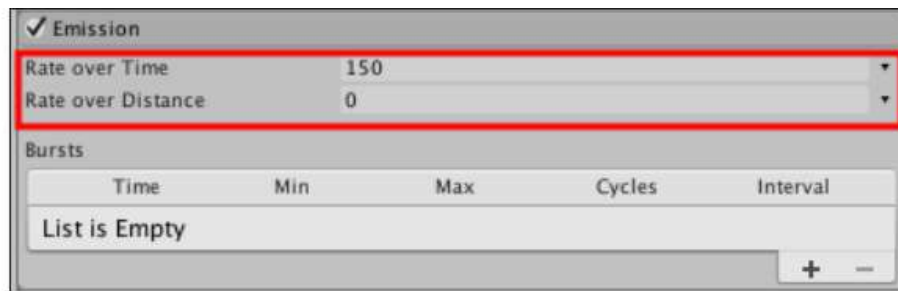 Emission
Rate over Time 150
Rate over Distance 0
Bursts
Time Min Max Cycles Interval
List is Empty